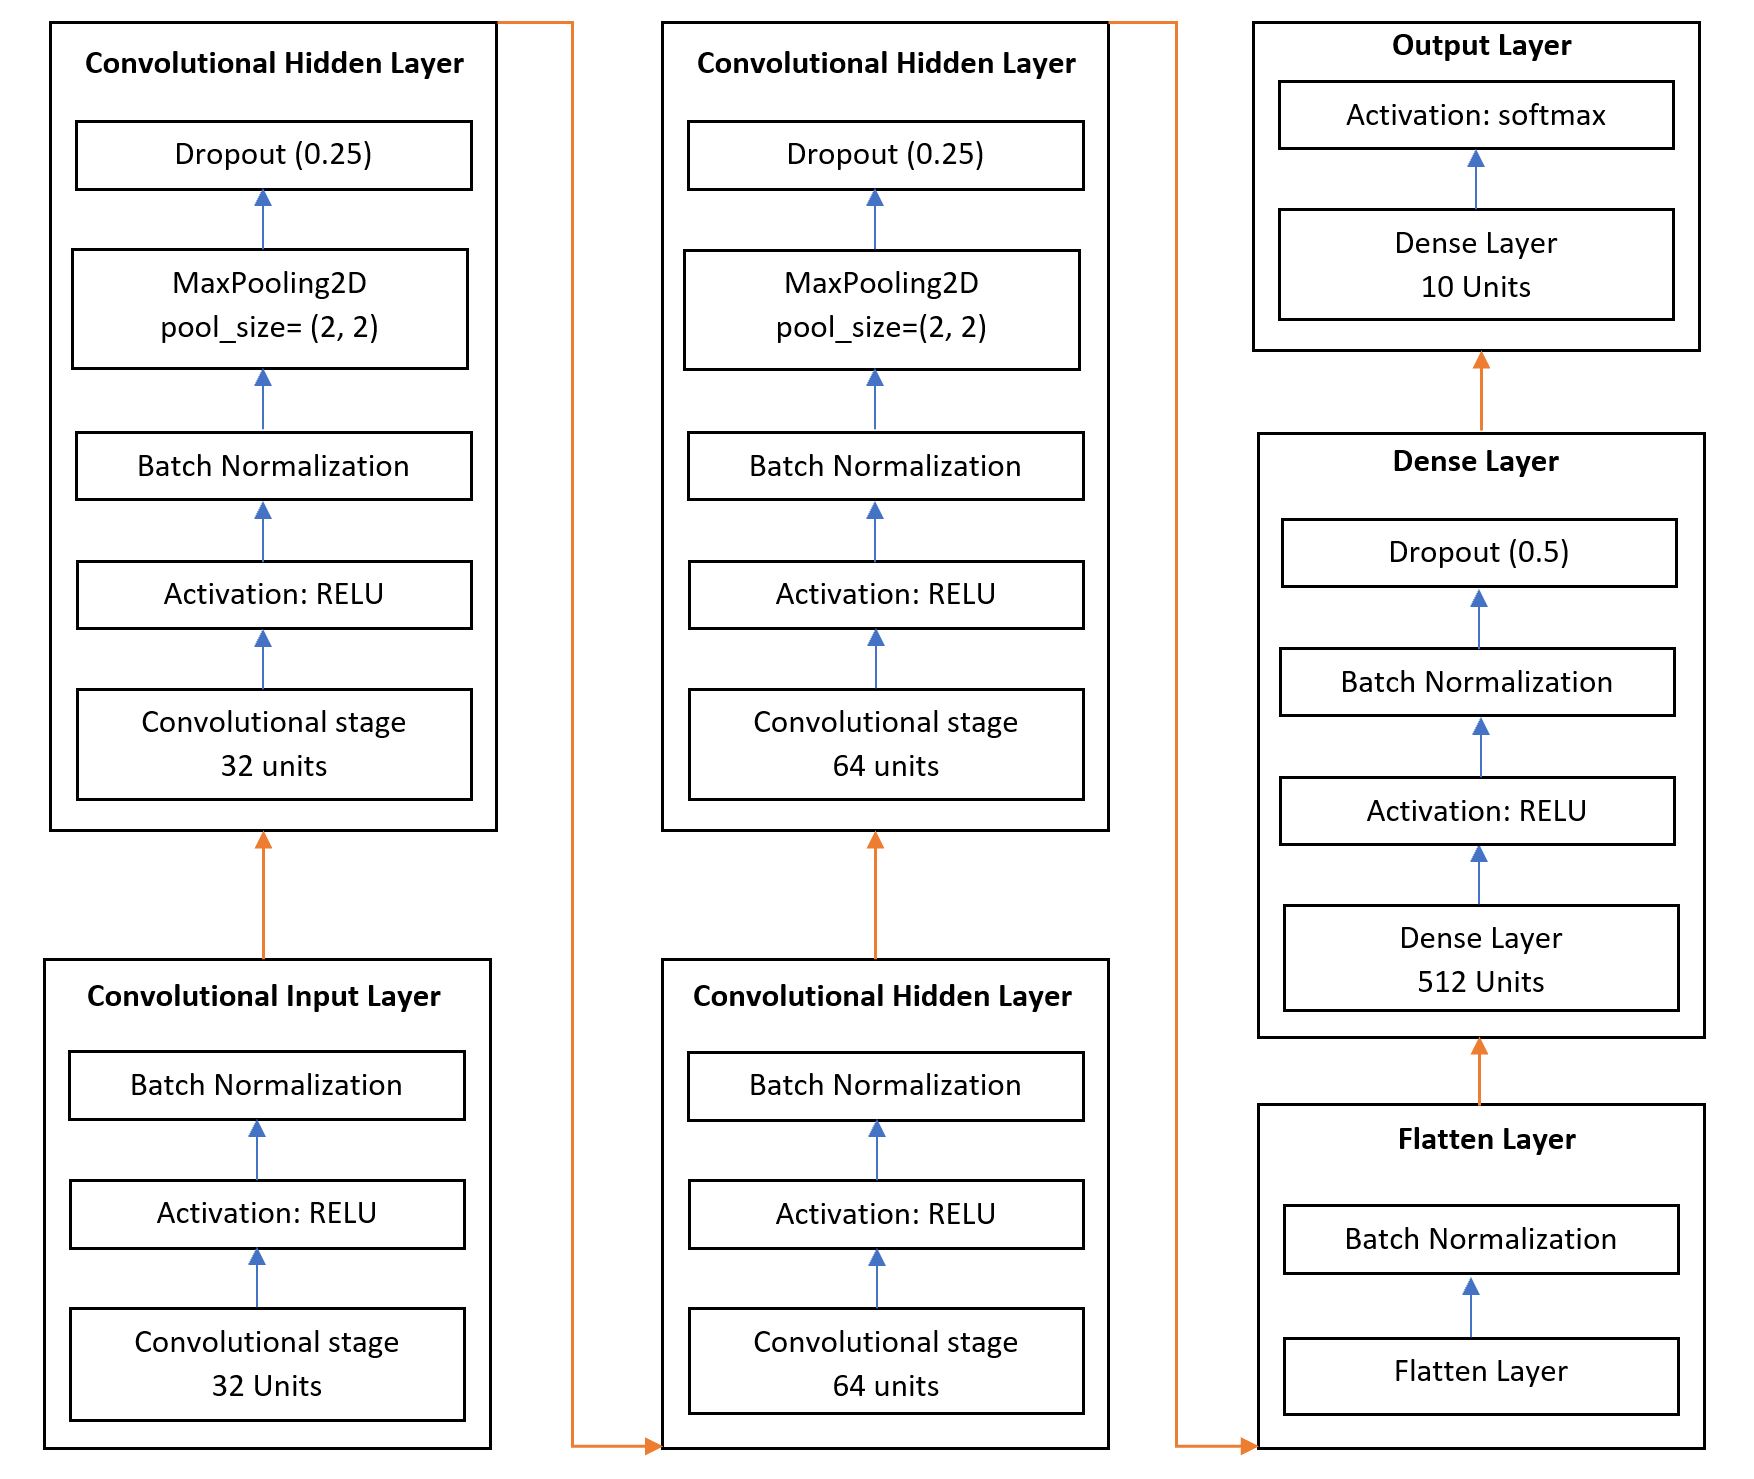 Convolutional Hidden Layer
Dropout (0.25)
MaxPooling2D
pool_size= (2, 2)
Batch Normalization
Activation: RELU
Convolutional stage
32 units
Convolutional Input Layer
Batch Normalization
Activation: RELU
Convolutional stage
32 Units
Convolutional Hidden Layer
Dropout (0.25)
MaxPooling2D
pool_size=(2, 2)
Batch Normalization
Activation: RELU
Convolutional stage
64 units
Convolutional Hidden Layer
Batch Normalization
Activation: RELU
Convolutional stage
64 units
Output Layer
Activation: softmax
Dense Layer
10 Units
Dense Layer
Dropout (0.5)
Batch Normalization
Activation: RELU
Dense Layer
512 Units
Flatten Layer
Batch Normalization
Flatten Layer